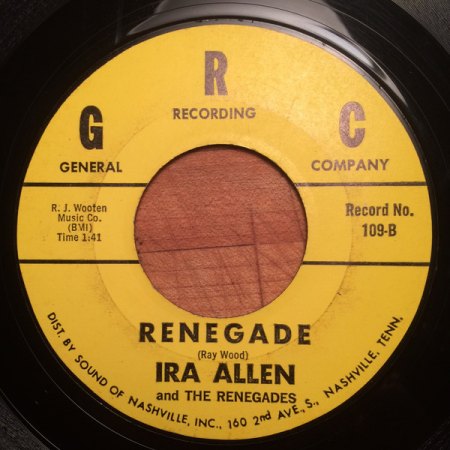 G R C
GENERAL RECORDING COMPANY
R. J. Wooten
Music Co.
(BMI)
Time 1:41
Record No.
109-B
RENEGADE
(Ray Wood)
IRA ALLEN
and THE RENEGADES
DIST. BY SOUND OF NASHVILLE, INC., 160 2nd AVE., S., NASHVILLE, TENN.